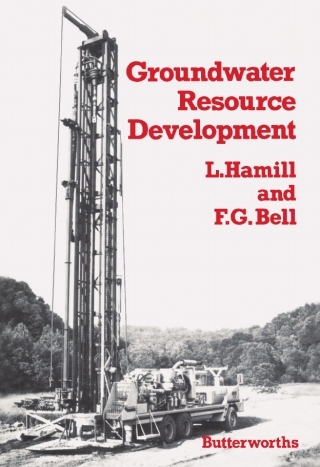 Groundwater
Resource
Development
L.Hamill
and
F.G.Bell
Butterworths